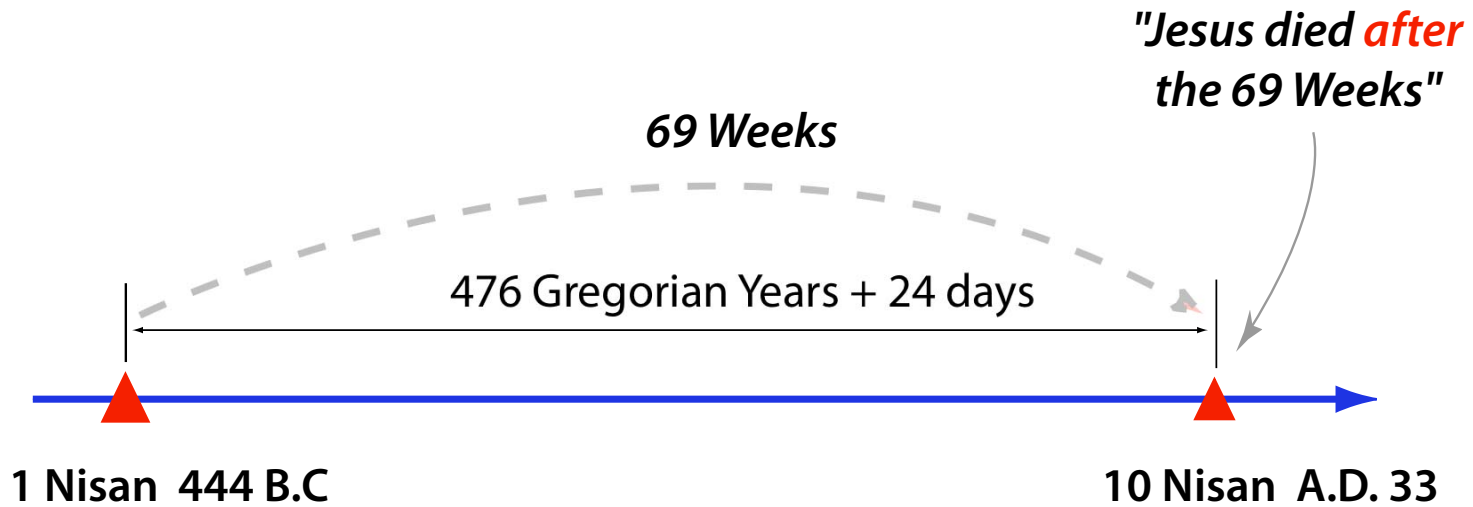 "Jesus died after
the 69 Weeks"
69 Weeks
476 Gregorian Years + 24 days
1 Nisan 444 B.C
10 Nisan A.D. 33